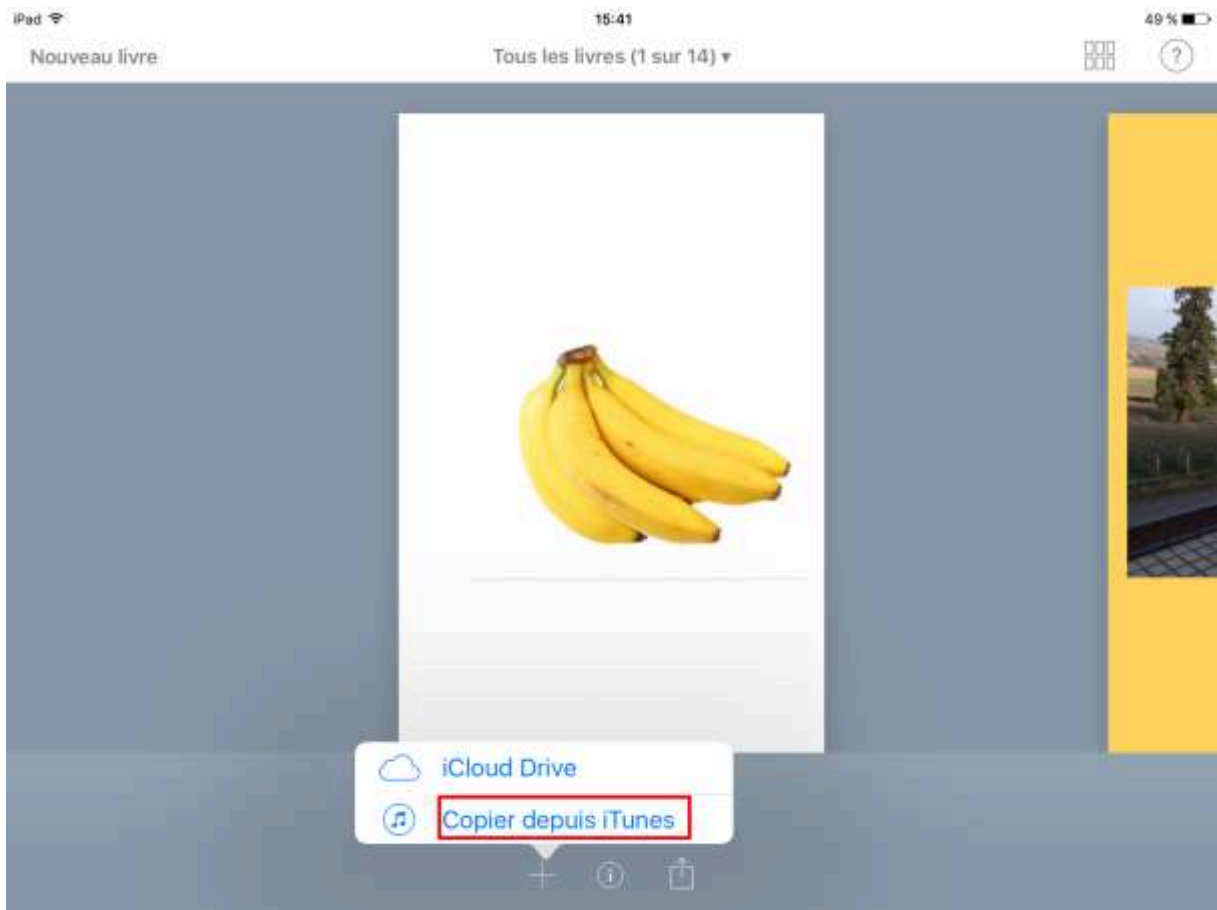 iPad
15:41
49 %
Nouveau livre
Tous les livres (1 sur 14) ▾
?
iCloud Drive
Copier depuis iTunes